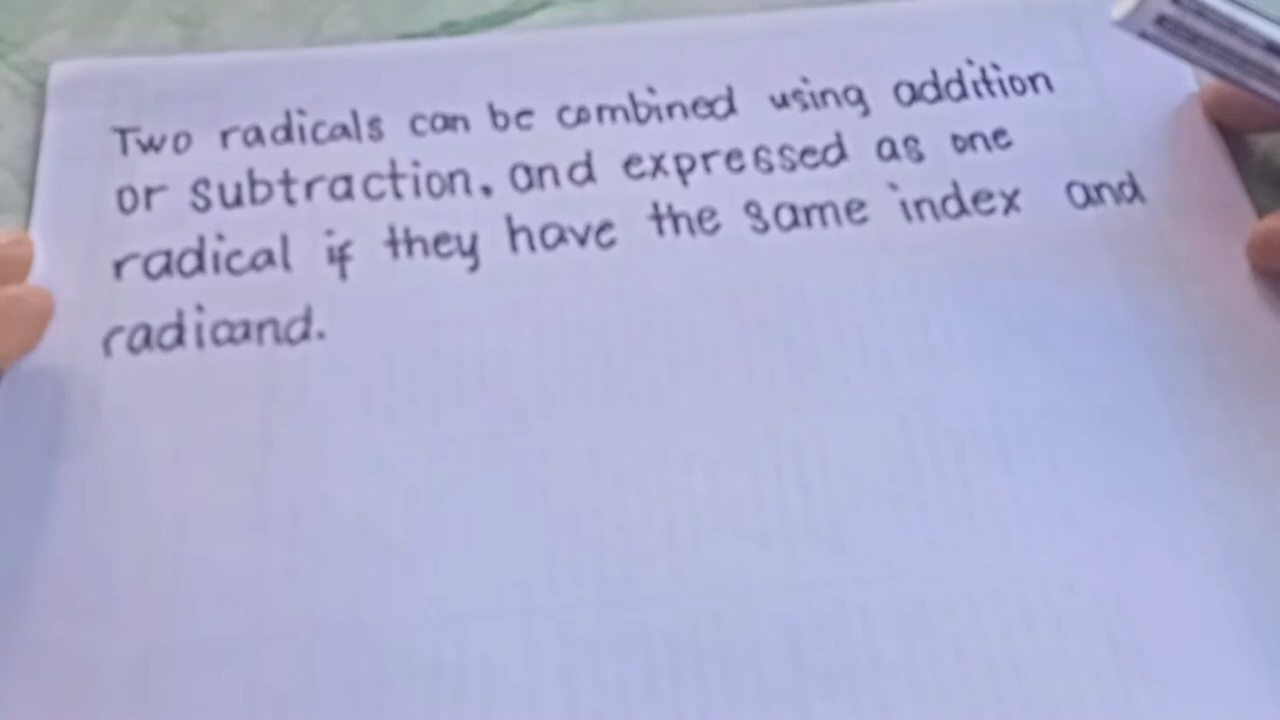 Two radicals can be combined using addition
or subtraction, and expressed as one
radical if they have the same index and
radicand.